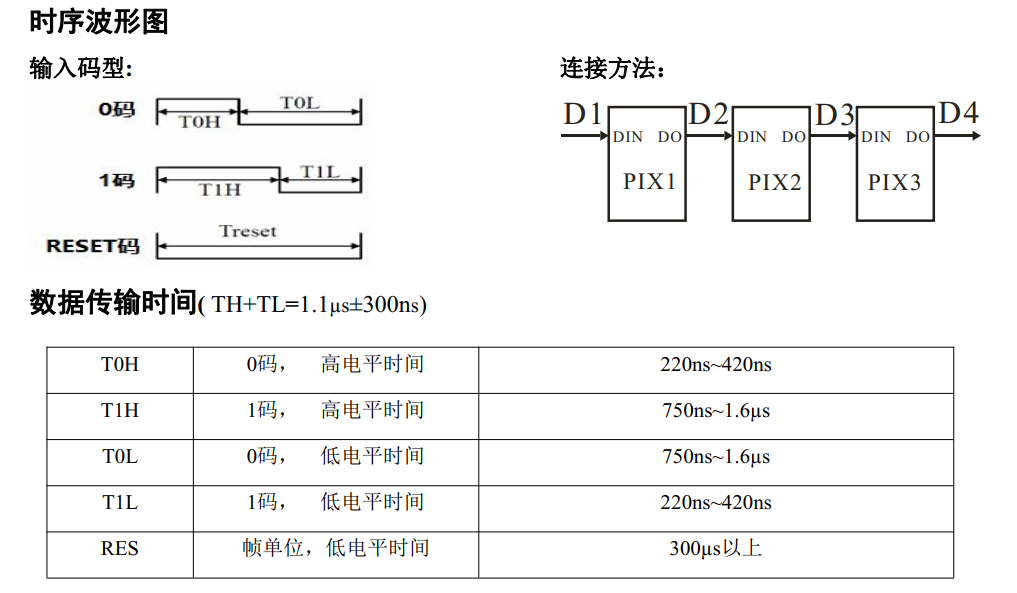 时序波形图
输入码型:
0码
T0H
T0L
1码
T1H
T1L
RESET码
Treset
连接方法：
D1 D2 D3 D4
DIN DO DIN DO DIN DO
PIX1 PIX2 PIX3
数据传输时间( TH+TL=1.1μs±300ns)
T0H 0码， 高电平时间 220ns~420ns
T1H 1码， 高电平时间 750ns~1.6μs
T0L 0码， 低电平时间 750ns~1.6μs
T1L 1码， 低电平时间 220ns~420ns
RES 帧单位，低电平时间 300μs以上